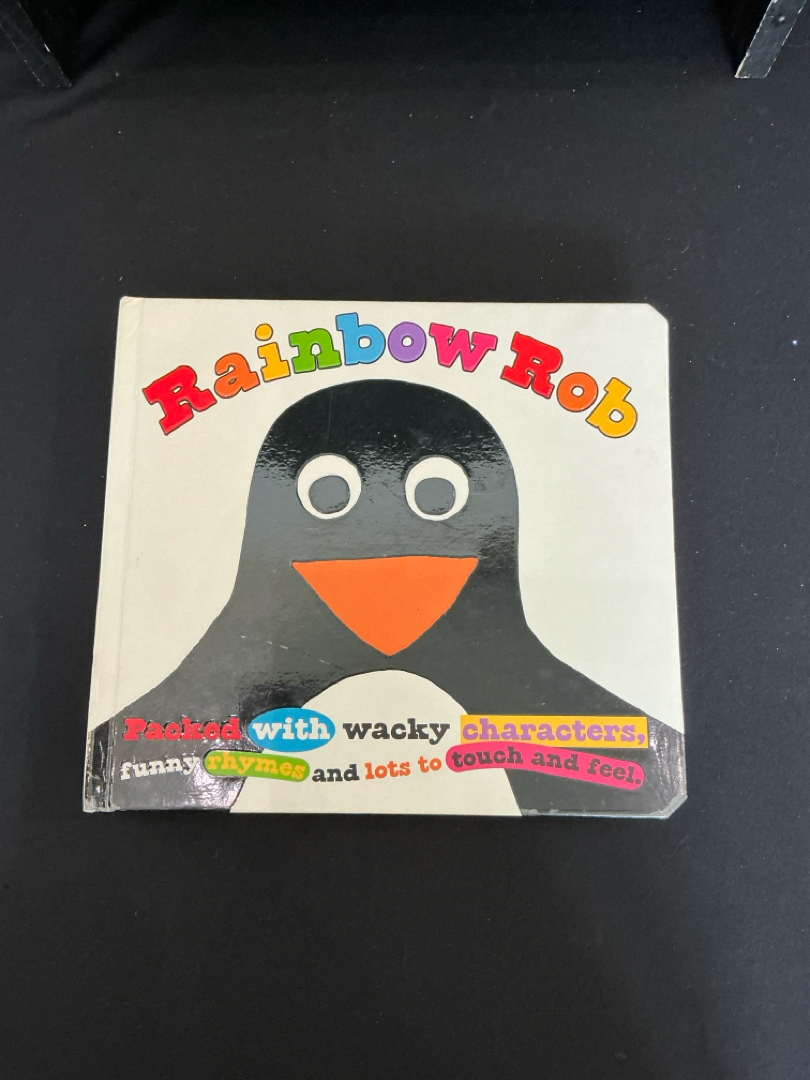 Rainbow Rob
Packed with wacky characters,
funny rhymes and lots to touch and feel.